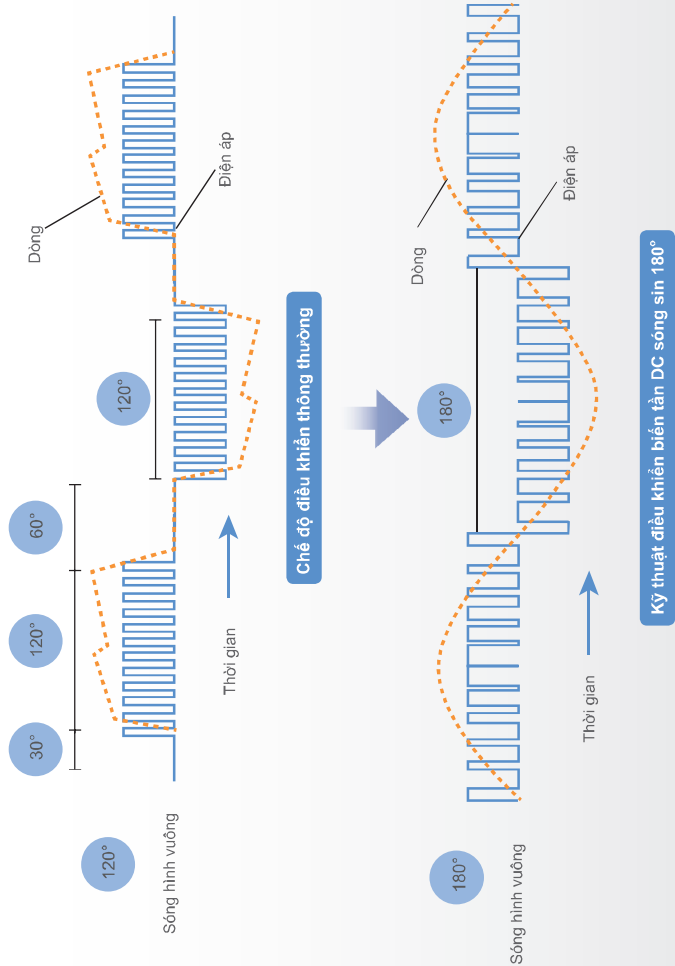 120°
Sóng hình vuông
30°
120°
60°
120°
Dòng
Điện áp
Thời gian
Chế độ điều khiển thông thường
180°
Sóng hình vuông
180°
Dòng
Điện áp
Thời gian
Kỹ thuật điều khiển biến tần DC sóng sin 180°